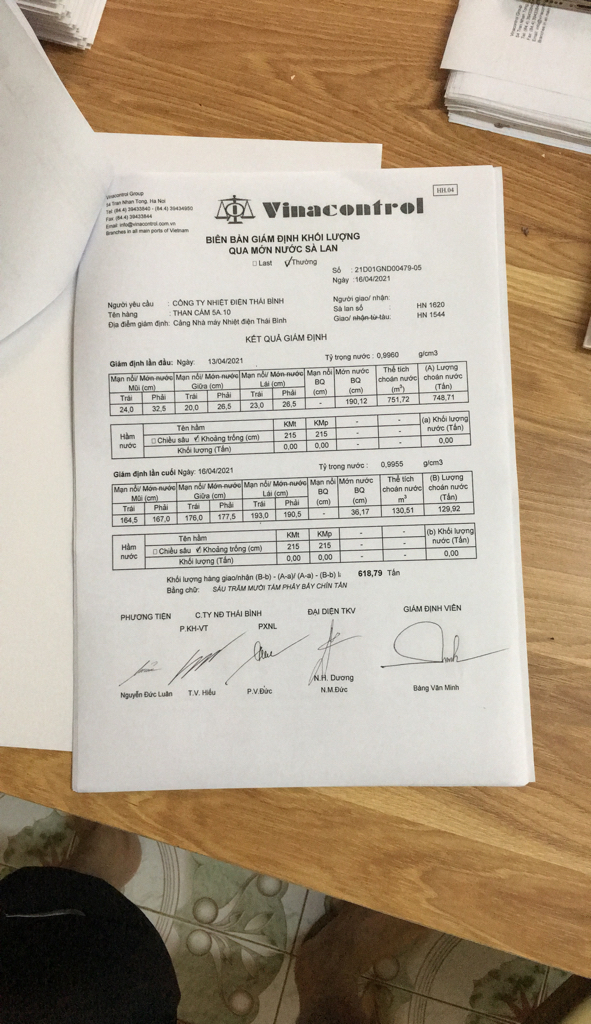 Vinacontrol Group
54 Tran Nhan Tong, Ha Noi
Tel: (84.4) 39433840 - (84.4) 39434950
Fax: (84.4) 39433844
Email: info@vinacontrol.com.vn
Branches in all main ports of Vietnam
Vinacontrol
HH.04
BIÊN BẢN GIÁM ĐỊNH KHỐI LƯỢNG
QUA MỚN NƯỚC SÀ LAN
□ Last ✓ Thường
Số : 21D01GND00479-05
Ngày : 16/04/2021
Người yêu cầu : CÔNG TY NHIỆT ĐIỆN THÁI BÌNH Người giao/ nhận:
Tên hàng : THAN CÁM 5A.10 Sà lan số : HN 1620
Địa điểm giám định: Cảng Nhà máy Nhiệt điện Thái Bình Giao/ nhận từ tàu: HN 1544
KẾT QUẢ GIÁM ĐỊNH
Giám định lần đầu: Ngày: 13/04/2021 Tỷ trọng nước : 0,9960 g/cm3
Mạn nổi/ Mớn nước Mũi (cm) Mạn nổi/ Mớn nước Giữa (cm) Mạn nổi/ Mớn nước Lái (cm) Mạn nổi BQ (cm) Mớn nước BQ (cm) Thể tích choán nước (m³) (A) Lượng choán nước (Tấn)
Trái Phải Trái Phải Trái Phải
24,0 32,5 20,0 26,5 23,0 26,5 - 190,12 751,72 748,71
Hầm nước Tên hầm KMt KMp - - (a) Khối lượng nước (Tấn)
□ Chiều sâu ✓ Khoảng trống (cm) 215 215 - -
Khối lượng (Tấn) 0,00 0,00 - - 0,00
Giám định lần cuối Ngày: 16/04/2021 Tỷ trọng nước : 0,9955 g/cm3
Mạn nổi/ Mớn nước Mũi (cm) Mạn nổi/ Mớn nước Giữa (cm) Mạn nổi/ Mớn nước Lái (cm) Mạn nổi BQ (cm) Mớn nước BQ (cm) Thể tích choán nước m³ (B) Lượng choán nước (Tấn)
Trái Phải Trái Phải Trái Phải
164,5 167,0 176,0 177,5 193,0 190,5 - 36,17 130,51 129,92
Hầm nước Tên hầm KMt KMp - - (b) Khối lượng nước (Tấn)
□ Chiều sâu ✓ Khoảng trống (cm) 215 215 - -
Khối lượng (Tấn) 0,00 0,00 - - 0,00
Khối lượng hàng giao/nhận (B-b) - (A-a)/ (A-a) - (B-b) l: 618,79 Tấn
Bằng chữ: SÁU TRĂM MƯỜI TÁM PHẨY BẢY CHÍN TẤN
PHƯƠNG TIỆN C.TY NĐ THÁI BÌNH ĐẠI DIỆN TKV GIÁM ĐỊNH VIÊN
P.KH-VT PXNL
N.H. Dương
Nguyễn Đức Luân T.V. Hiếu P.V.Đức N.M.Đức Bàng Văn Minh